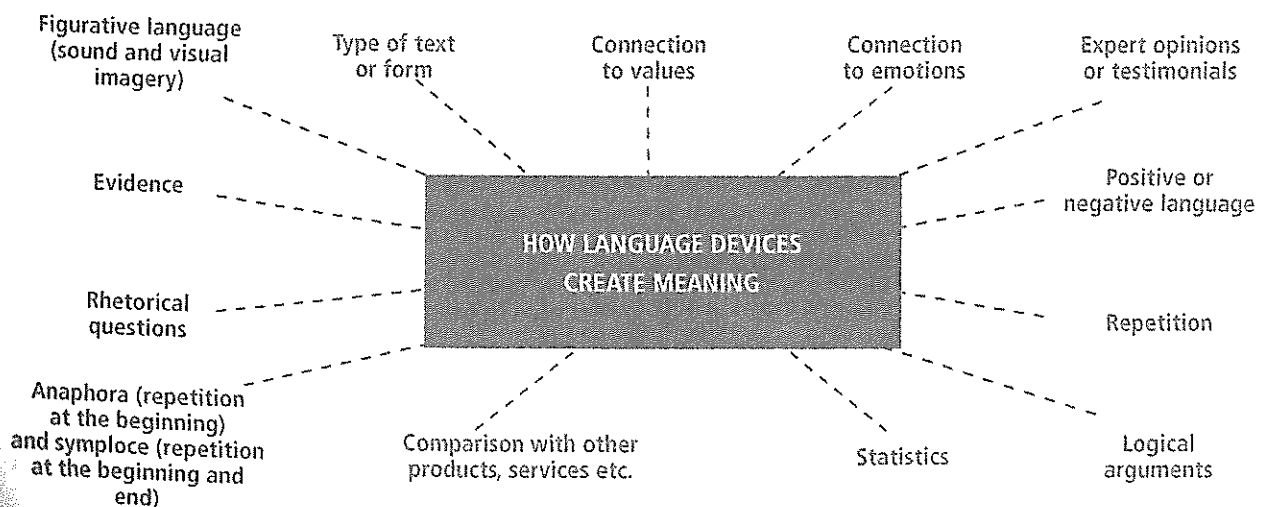 Figurative language
(sound and visual
imagery)
Type of text
or form
Connection
to values
Connection
to emotions
Expert opinions
or testimonials
Evidence
Positive or
negative language
HOW LANGUAGE DEVICES
CREATE MEANING
Rhetorical
questions
Repetition
Anaphora (repetition
at the beginning)
and symploce (repetition
at the beginning and
end)
Comparison with other
products, services etc.
Statistics
Logical
arguments